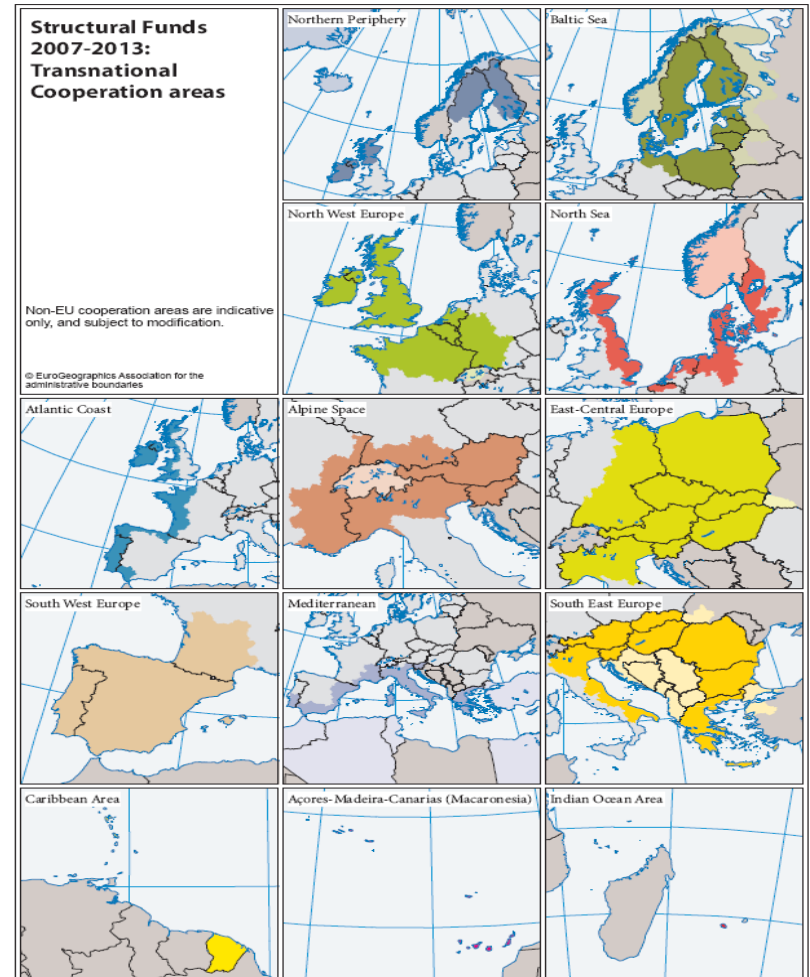 Structural Funds
2007-2013:
Transnational
Cooperation areas
Non-EU cooperation areas are indicative
only, and subject to modification.
© EuroGeographics Association for the
administrative boundaries
Northern Periphery
Baltic Sea
North West Europe
North Sea
Atlantic Coast
Alpine Space
East-Central Europe
South West Europe
Mediterranean
South East Europe
Caribbean Area
Açores-Madeira-Canarias (Macaronesia)
Indian Ocean Area